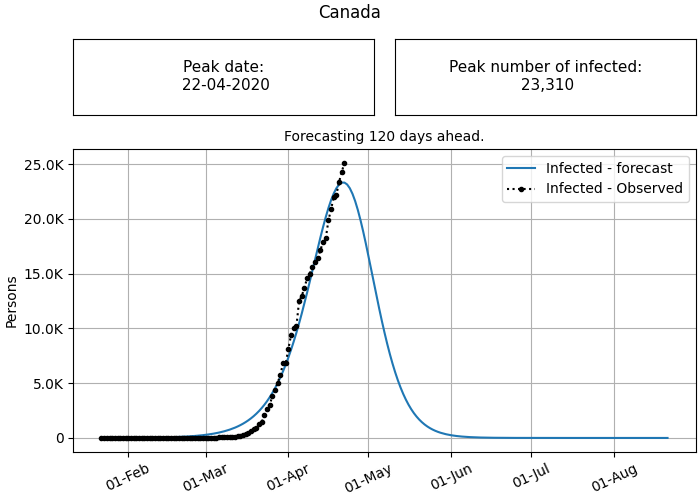 Canada
Peak date:
22-04-2020
Peak number of infected:
23,310
Forecasting 120 days ahead.
Infected - forecast
Infected - Observed
25.0K
20.0K
15.0K
10.0K
5.0K
0
Persons
01-Feb
01-Mar
01-Apr
01-May
01-Jun
01-Jul
01-Aug